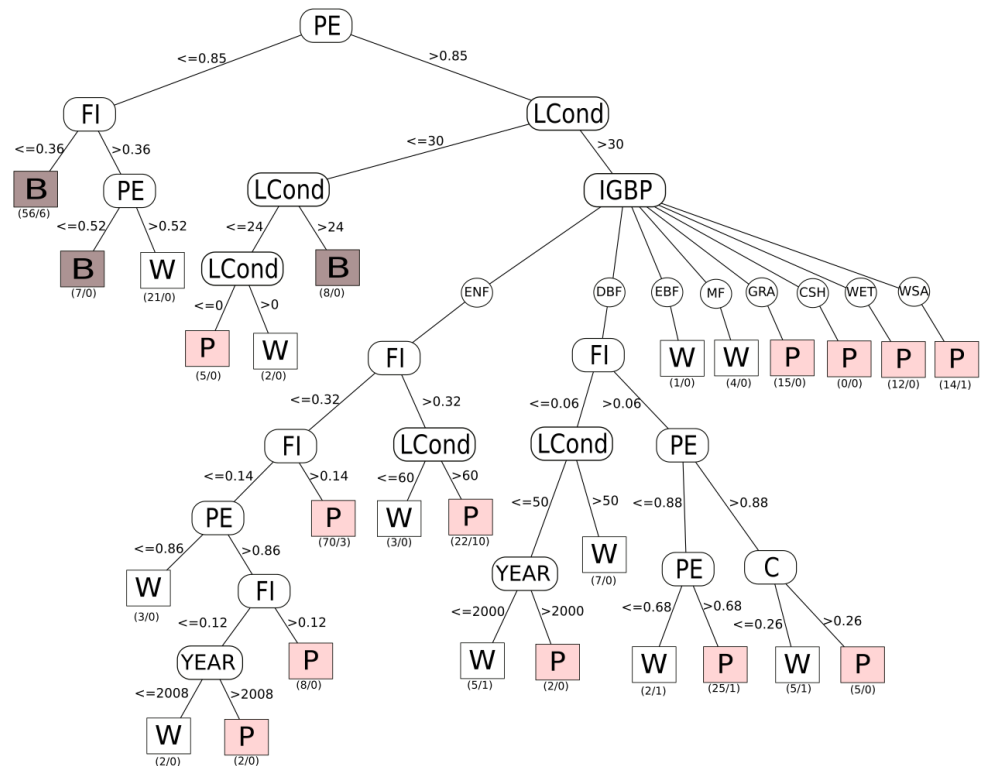 PE
<=0.85 >0.85
FI LCond
<=0.36 >0.36 <=30 >30
B PE LCond IGBP
(56/6)
<=0.52 >0.52 <=24 >24
B W LCond B
(7/0) (21/0) (8/0)
ENF DBF EBF MF GRA CSH WET WSA
<=0 >0
P W FI FI W W P P P P
(5/0) (2/0) (1/0) (4/0) (15/0) (0/0) (12/0) (14/1)
<=0.32 >0.32 <=0.06 >0.06
FI LCond LCond PE
<=0.14 >0.14 <=60 >60 <=50 >50 <=0.88 >0.88
PE P W P
(70/3) (3/0) (22/10)
<=0.86 >0.86 W
(7/0)
W FI YEAR PE C
(3/0)
<=0.12 >0.12 <=2000 >2000 <=0.68 >0.68 <=0.26 >0.26
YEAR P W P W P W P
(8/0) (5/1) (2/0) (2/1) (25/1) (5/1) (5/0)
<=2008 >2008
W P
(2/0) (2/0)